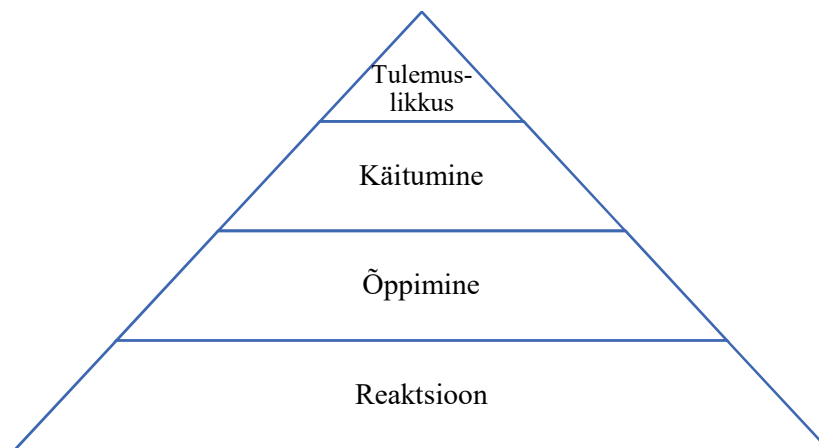 Tulemus-
likkus
Käitumine
Õppimine
Reaktsioon